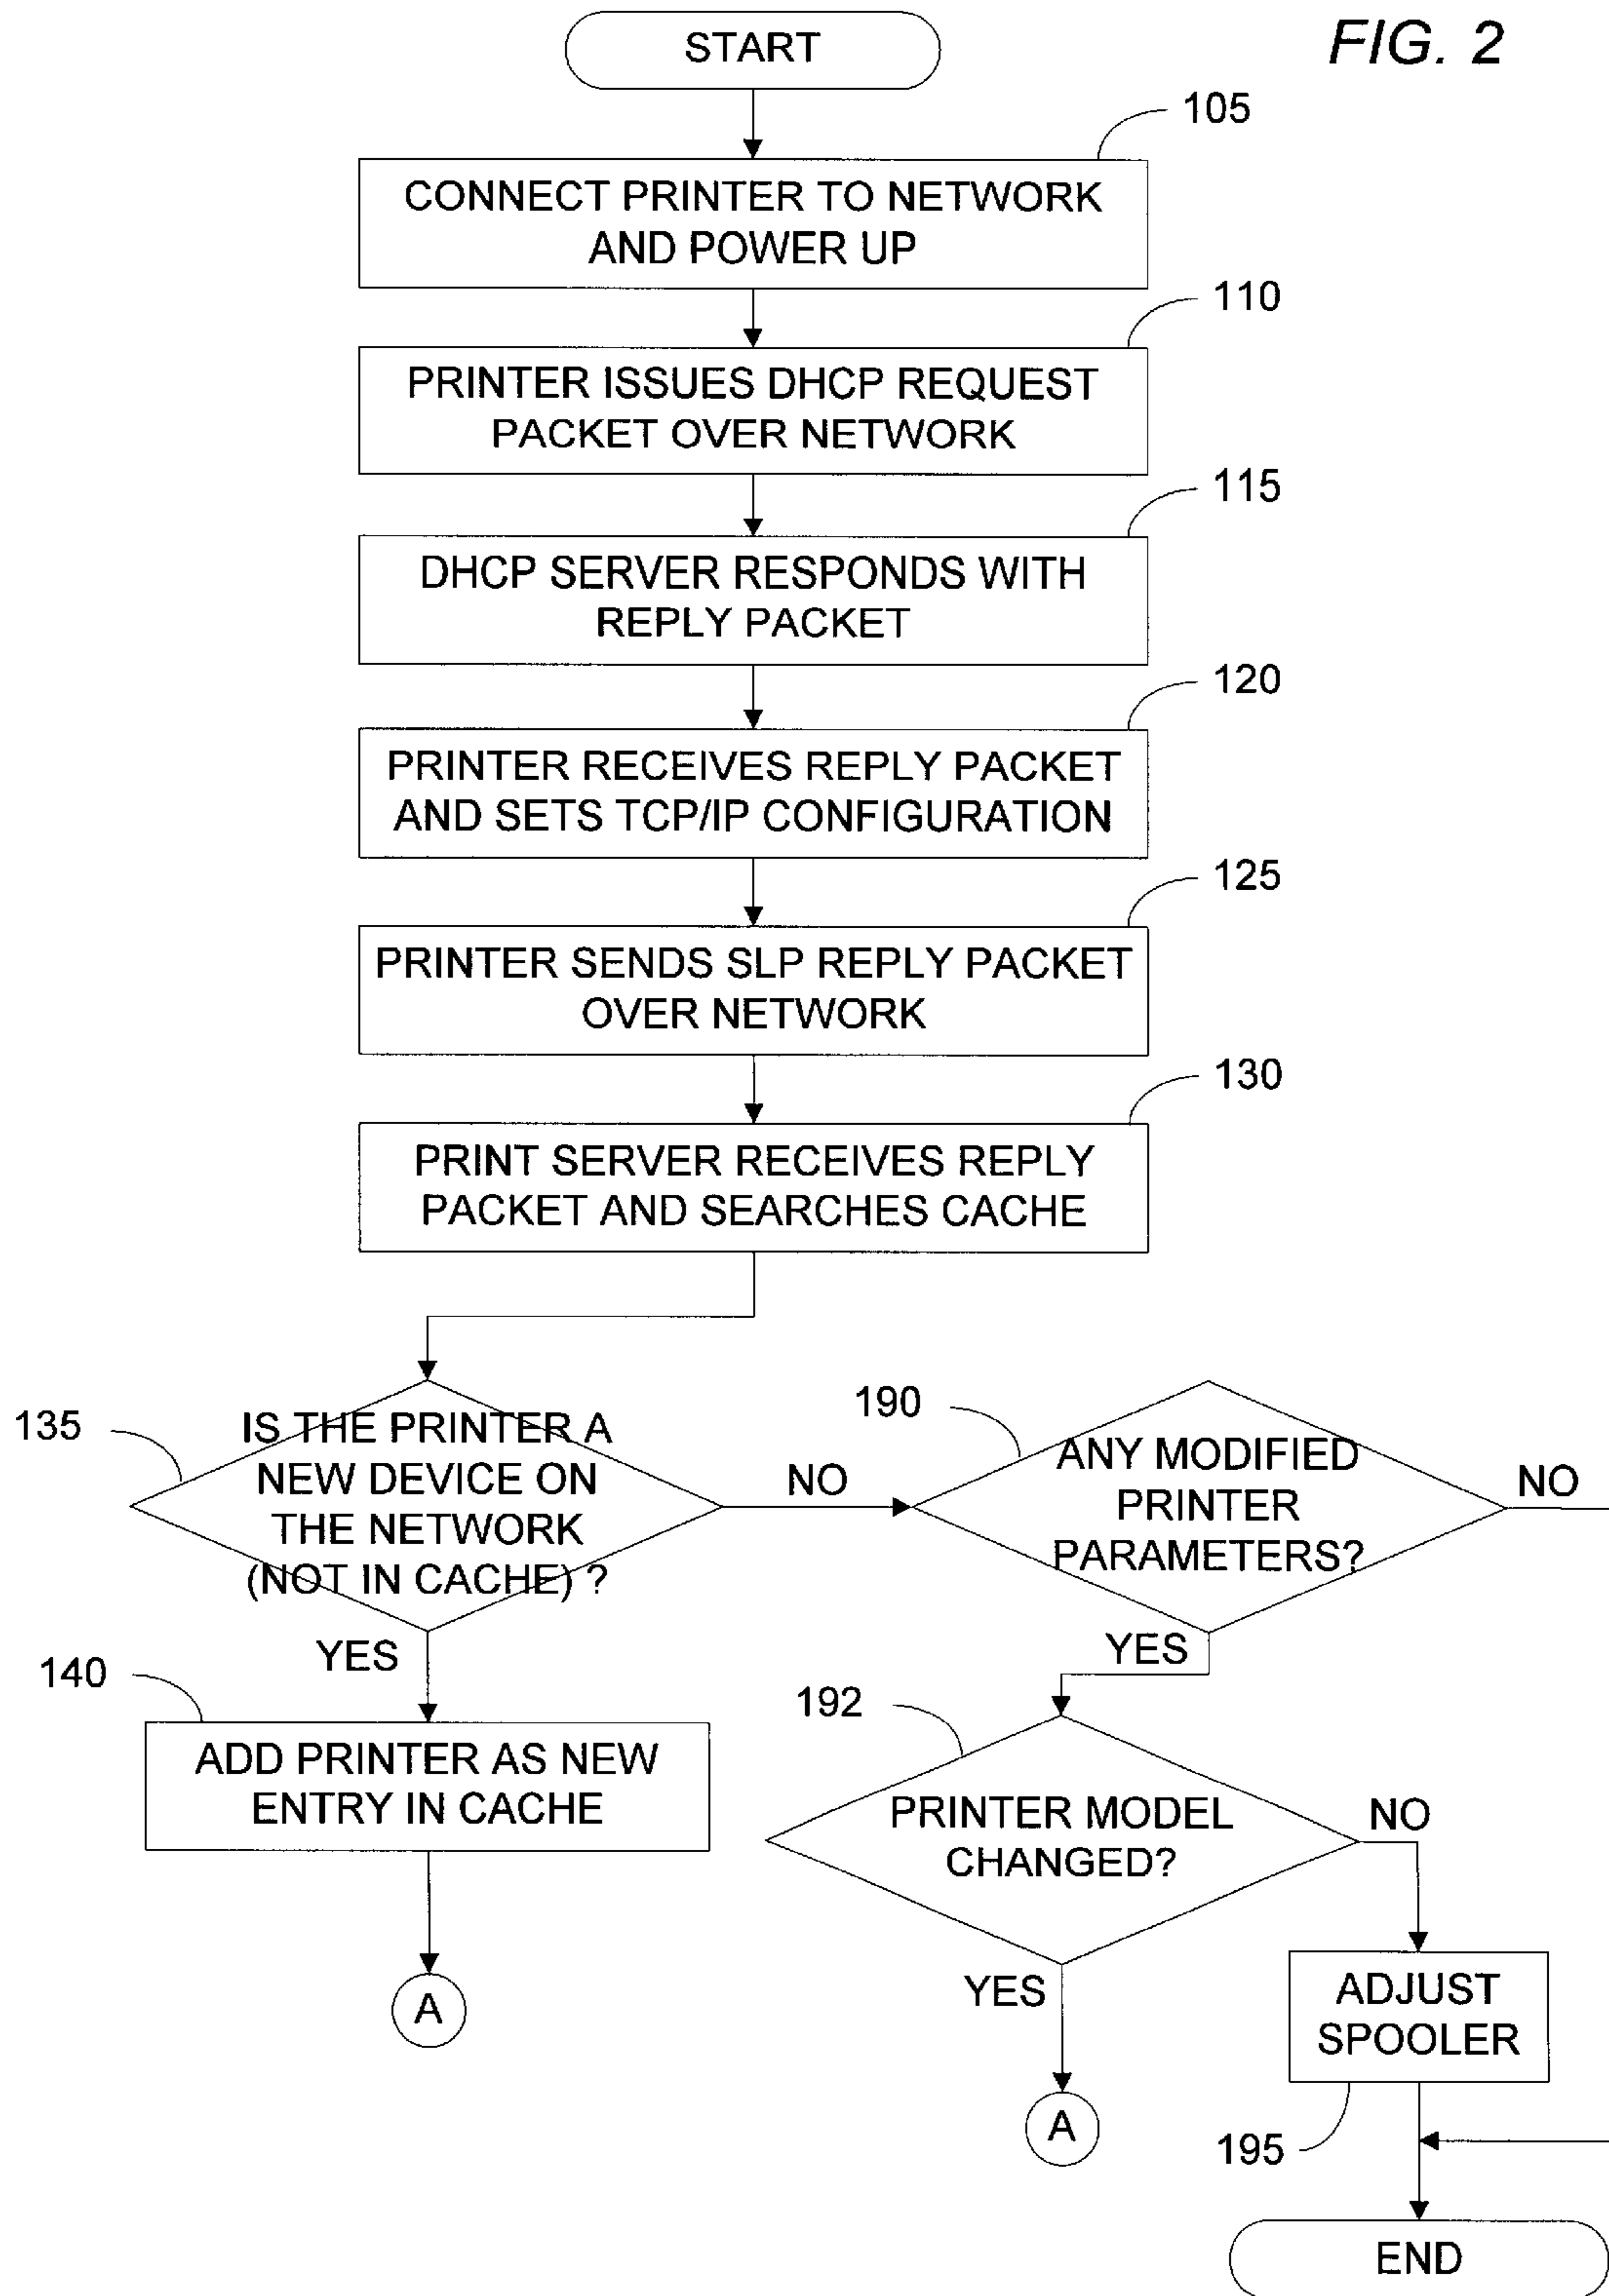 FIG. 2
START
105
CONNECT PRINTER TO NETWORK
AND POWER UP
110
PRINTER ISSUES DHCP REQUEST
PACKET OVER NETWORK
115
DHCP SERVER RESPONDS WITH
REPLY PACKET
120
PRINTER RECEIVES REPLY PACKET
AND SETS TCP/IP CONFIGURATION
125
PRINTER SENDS SLP REPLY PACKET
OVER NETWORK
130
PRINT SERVER RECEIVES REPLY
PACKET AND SEARCHES CACHE
135
IS THE PRINTER A
NEW DEVICE ON
THE NETWORK
(NOT IN CACHE) ?
NO
190
ANY MODIFIED
PRINTER
PARAMETERS?
NO
YES
140
ADD PRINTER AS NEW
ENTRY IN CACHE
A
YES
192
PRINTER MODEL
CHANGED?
NO
YES
A
ADJUST
SPOOLER
195
END